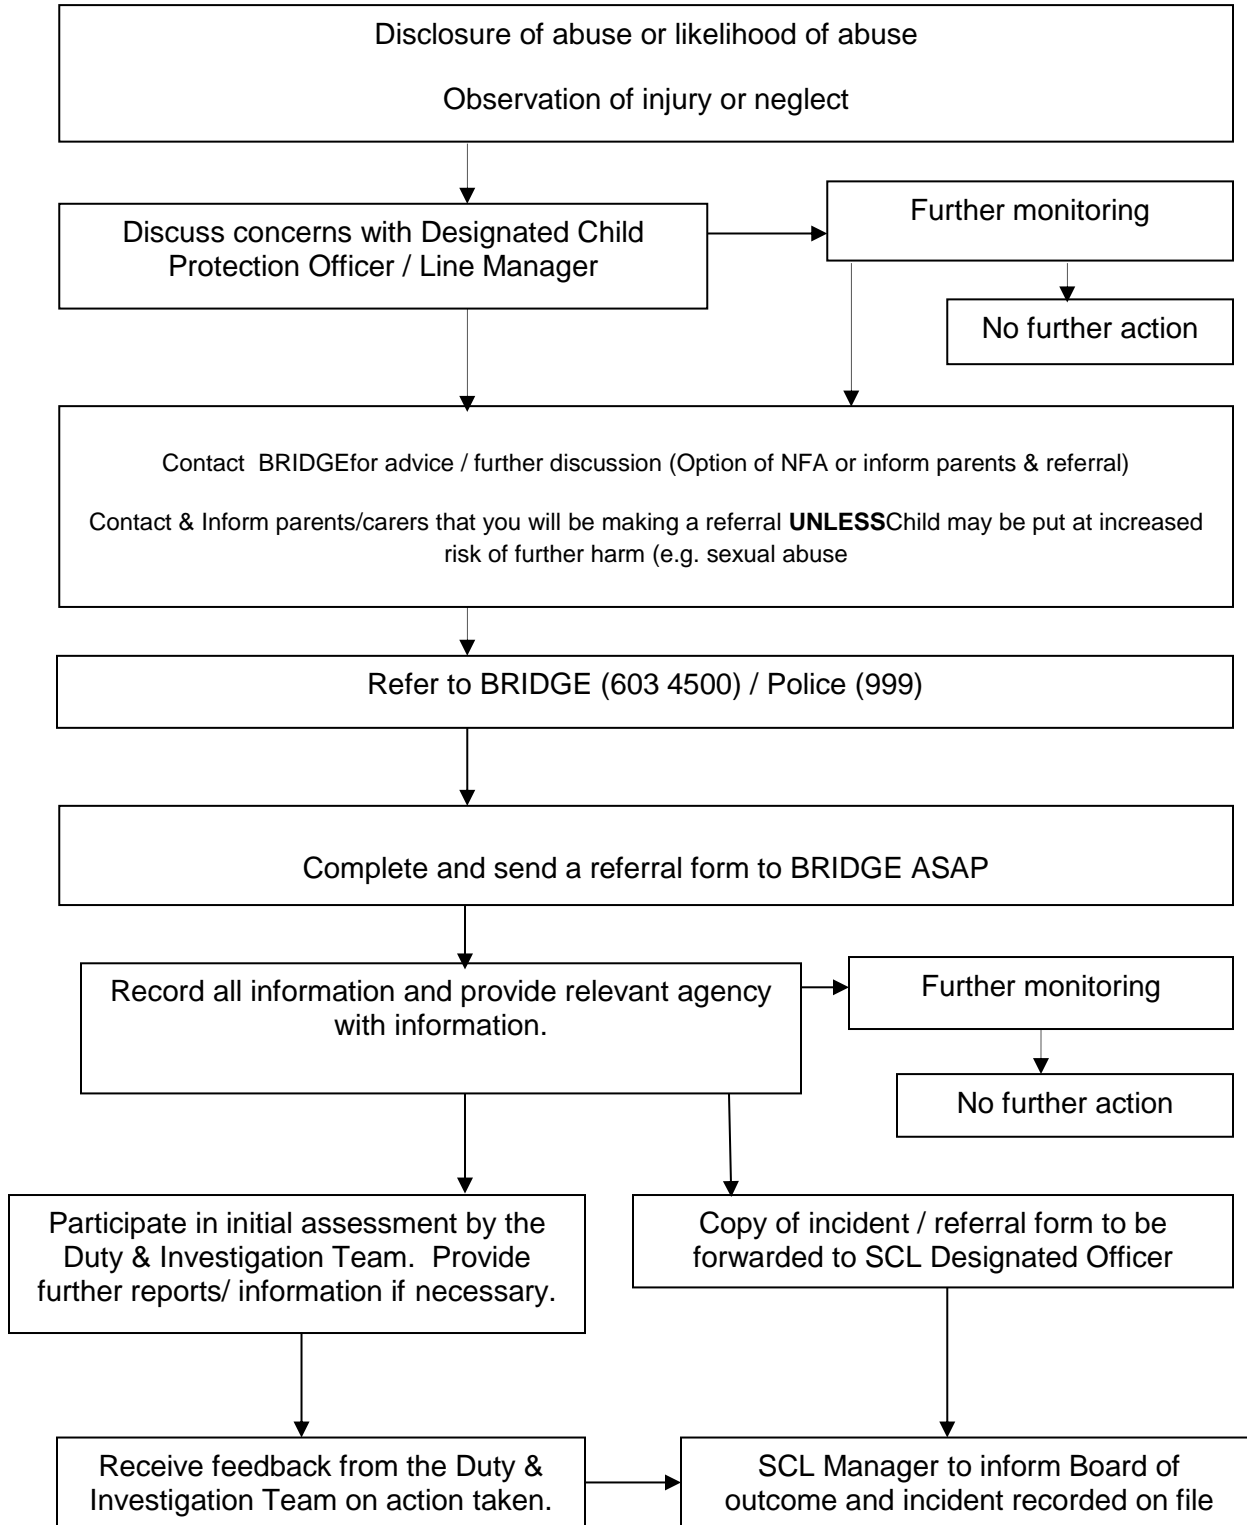 Disclosure of abuse or likelihood of abuse
Observation of injury or neglect
Discuss concerns with Designated Child
Protection Officer / Line Manager
Further monitoring
No further action
Contact  BRIDGEfor advice / further discussion (Option of NFA or inform parents & referral)
Contact & Inform parents/carers that you will be making a referral UNLESSChild may be put at increased
risk of further harm (e.g. sexual abuse
Refer to BRIDGE (603 4500) / Police (999)
Complete and send a referral form to BRIDGE ASAP
Record all information and provide relevant agency
with information.
Further monitoring
No further action
Participate in initial assessment by the
Duty & Investigation Team.  Provide
further reports/ information if necessary.
Copy of incident / referral form to be
forwarded to SCL Designated Officer
Receive feedback from the Duty &
Investigation Team on action taken.
SCL Manager to inform Board of
outcome and incident recorded on file